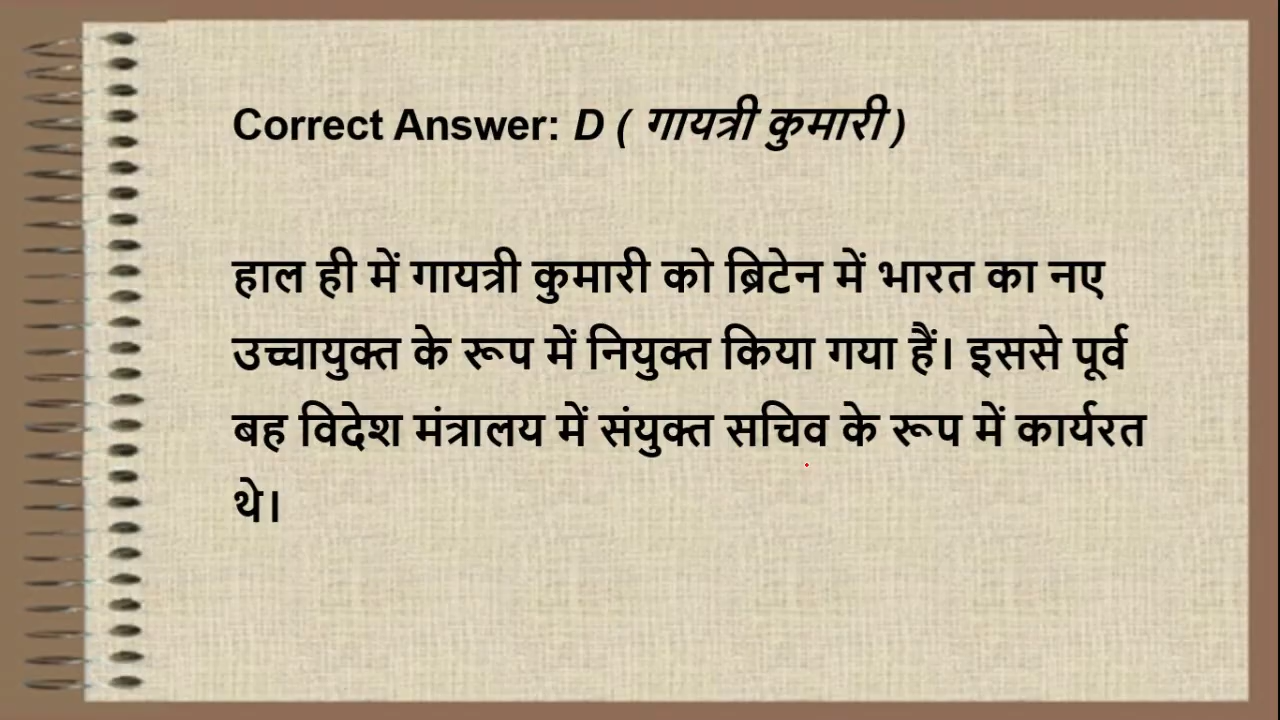 Correct Answer: D ( गायत्री कुमारी )
हाल ही में गायत्री कुमारी को ब्रिटेन में भारत का नए
उच्चायुक्त के रूप में नियुक्त किया गया हैं। इससे पूर्व
बह विदेश मंत्रालय में संयुक्त सचिव के रूप में कार्यरत
थे।